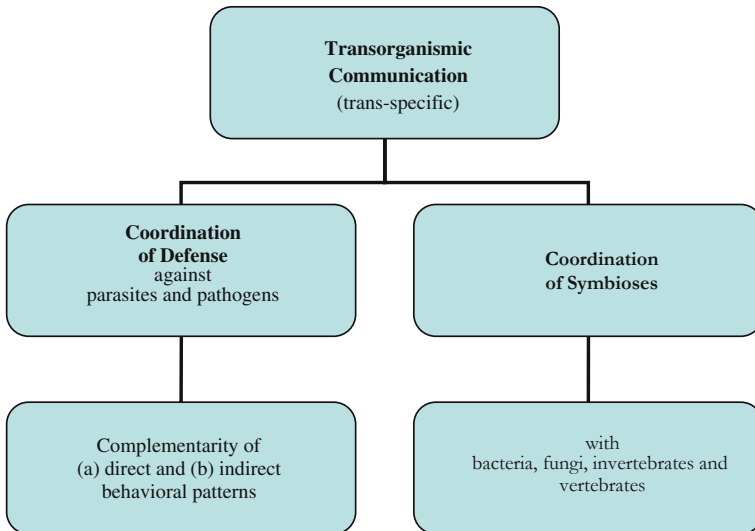 Transorganismic
Communication
(trans-specific)
Coordination
of Defense
against
parasites and pathogens
Coordination
of Symbioses
Complementarity of
(a) direct and (b) indirect
behavioral patterns
with
bacteria, fungi, invertebrates and
vertebrates